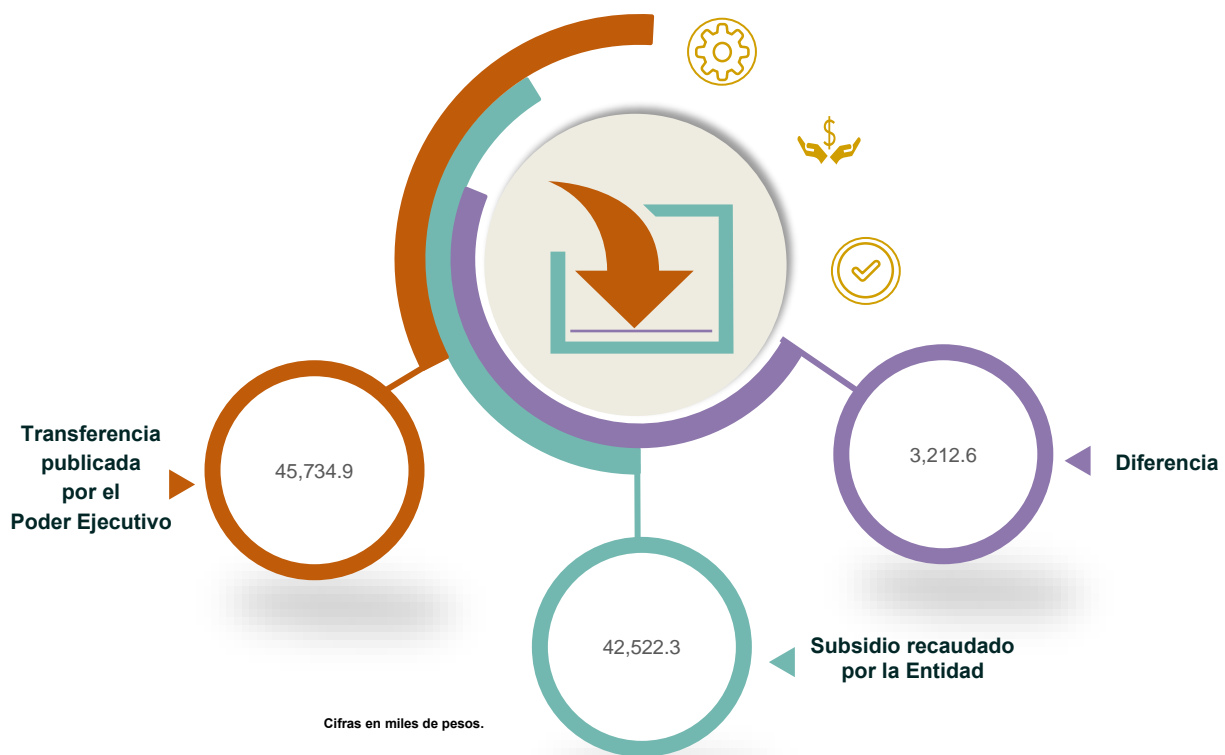 $
Transferencia
publicada
por el
Poder Ejecutivo
45,734.9
3,212.6
Diferencia
42,522.3
Subsidio recaudado
por la Entidad
Cifras en miles de pesos.